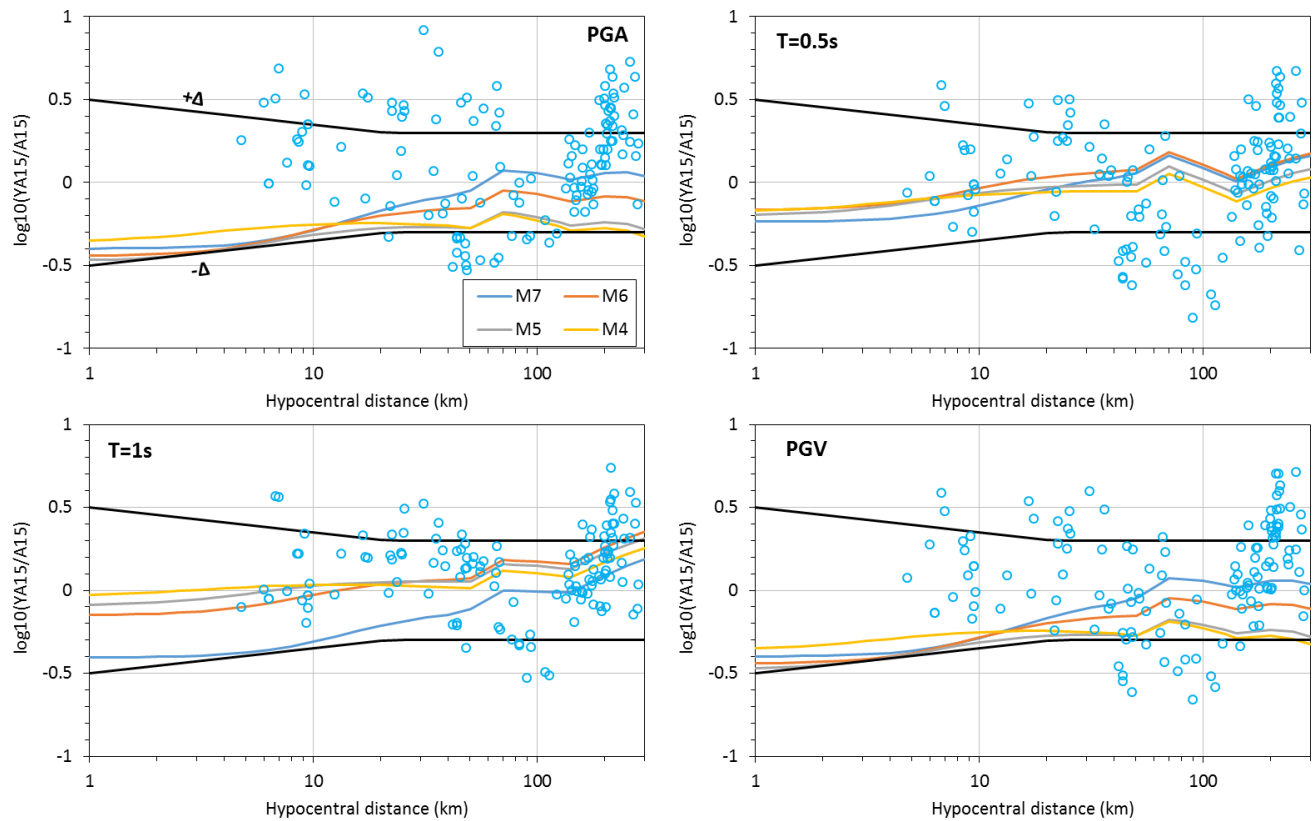 1
0.5
0
-0.5
-1
log10(YA15/A15)
PGA
+Δ
-Δ
M7 M6
M5 M4
1 10 100
Hypocentral distance (km)
1
0.5
0
-0.5
-1
log10(YA15/A15)
T=0.5s
1 10 100
Hypocentral distance (km)
1
0.5
0
-0.5
-1
log10(YA15/A15)
T=1s
1 10 100
Hypocentral distance (km)
1
0.5
0
-0.5
-1
log10(YA15/A15)
PGV
1 10 100
Hypocentral distance (km)